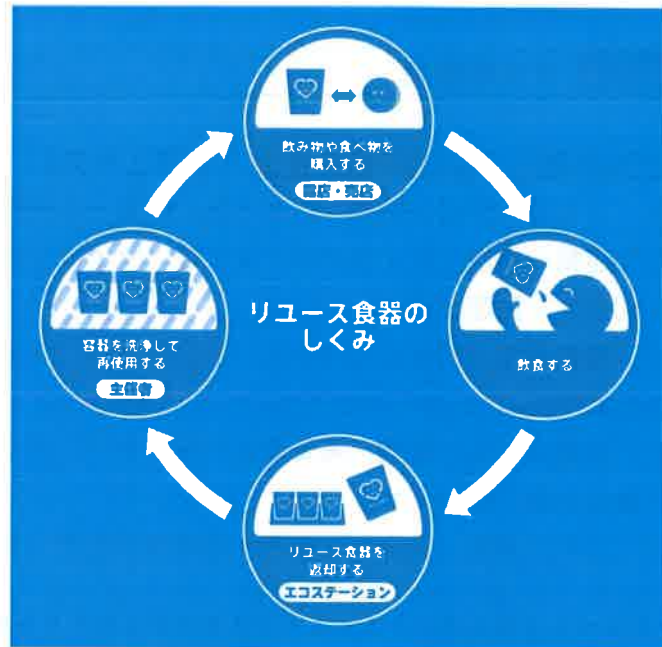 飲み物や食べ物を
購入する
露店・売店
リユース食器の
しくみ
飲食する
リユース食器を
返却する
エコステーション
容器を洗浄して
再使用する
主催者